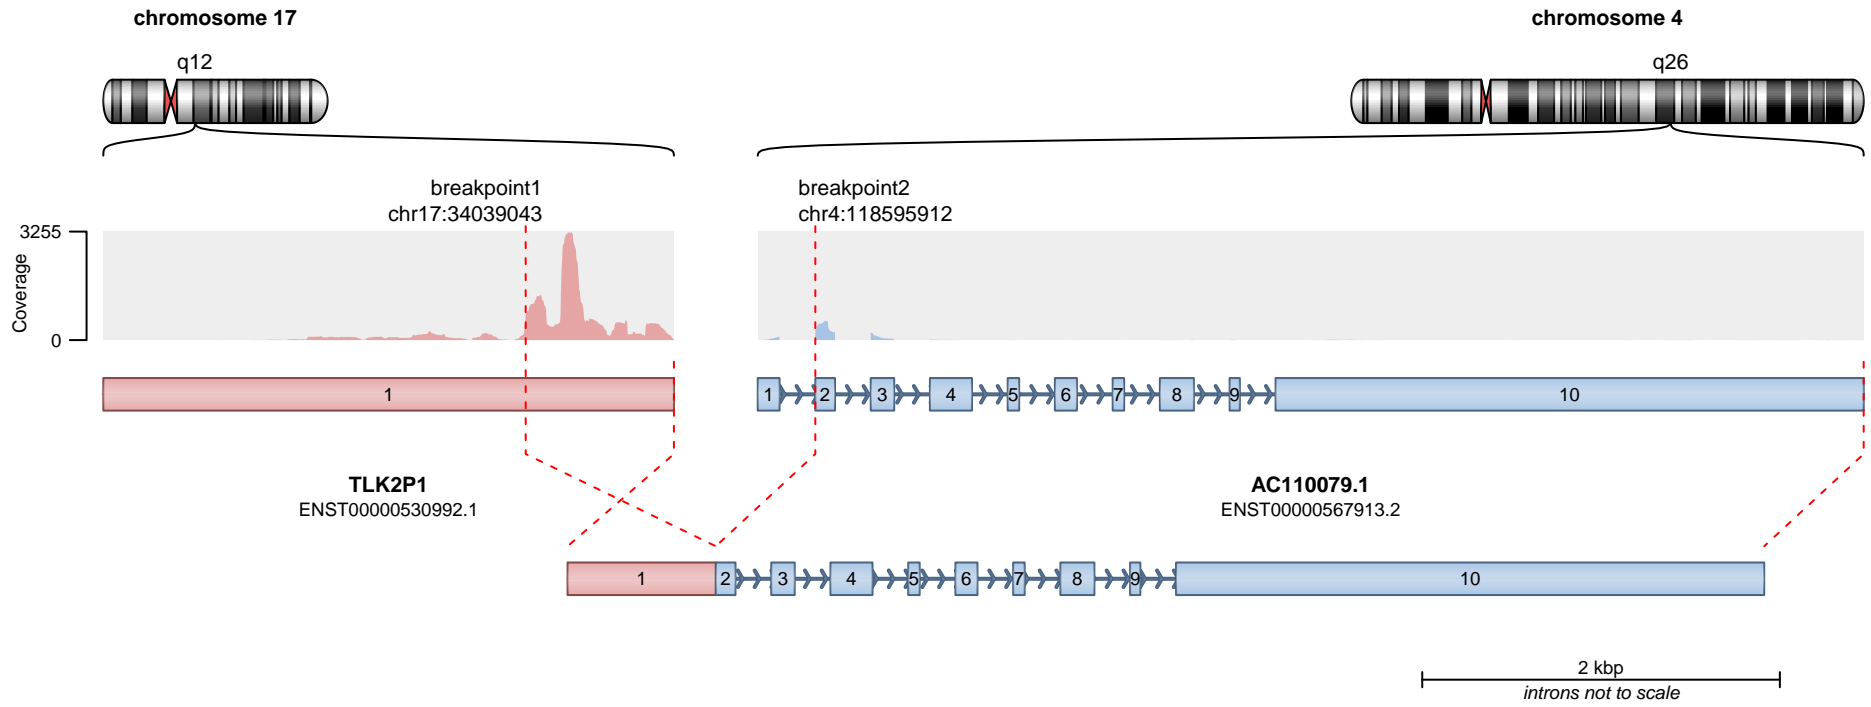 chromosome 17
chromosome 4
q12
q26
breakpoint1
chr17:34039043
breakpoint2
chr4:118595912
3255
Coverage
0
1
1 2 3 4 5 6 7 8 9 10
TLK2P1
ENST00000530992.1
AC110079.1
ENST00000567913.2
1 2 3 4 5 6 7 8 9 10
2 kbp
introns not to scale